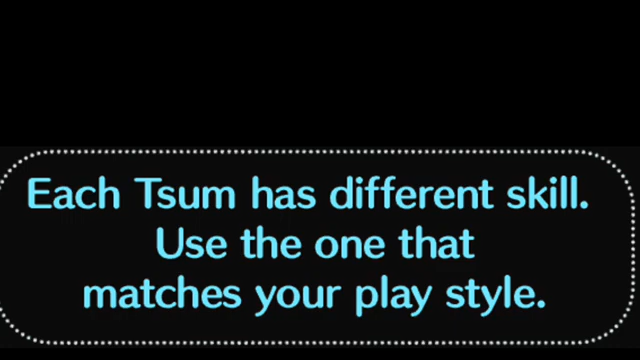 Each Tsum has different skill.
Use the one that
matches your play style.